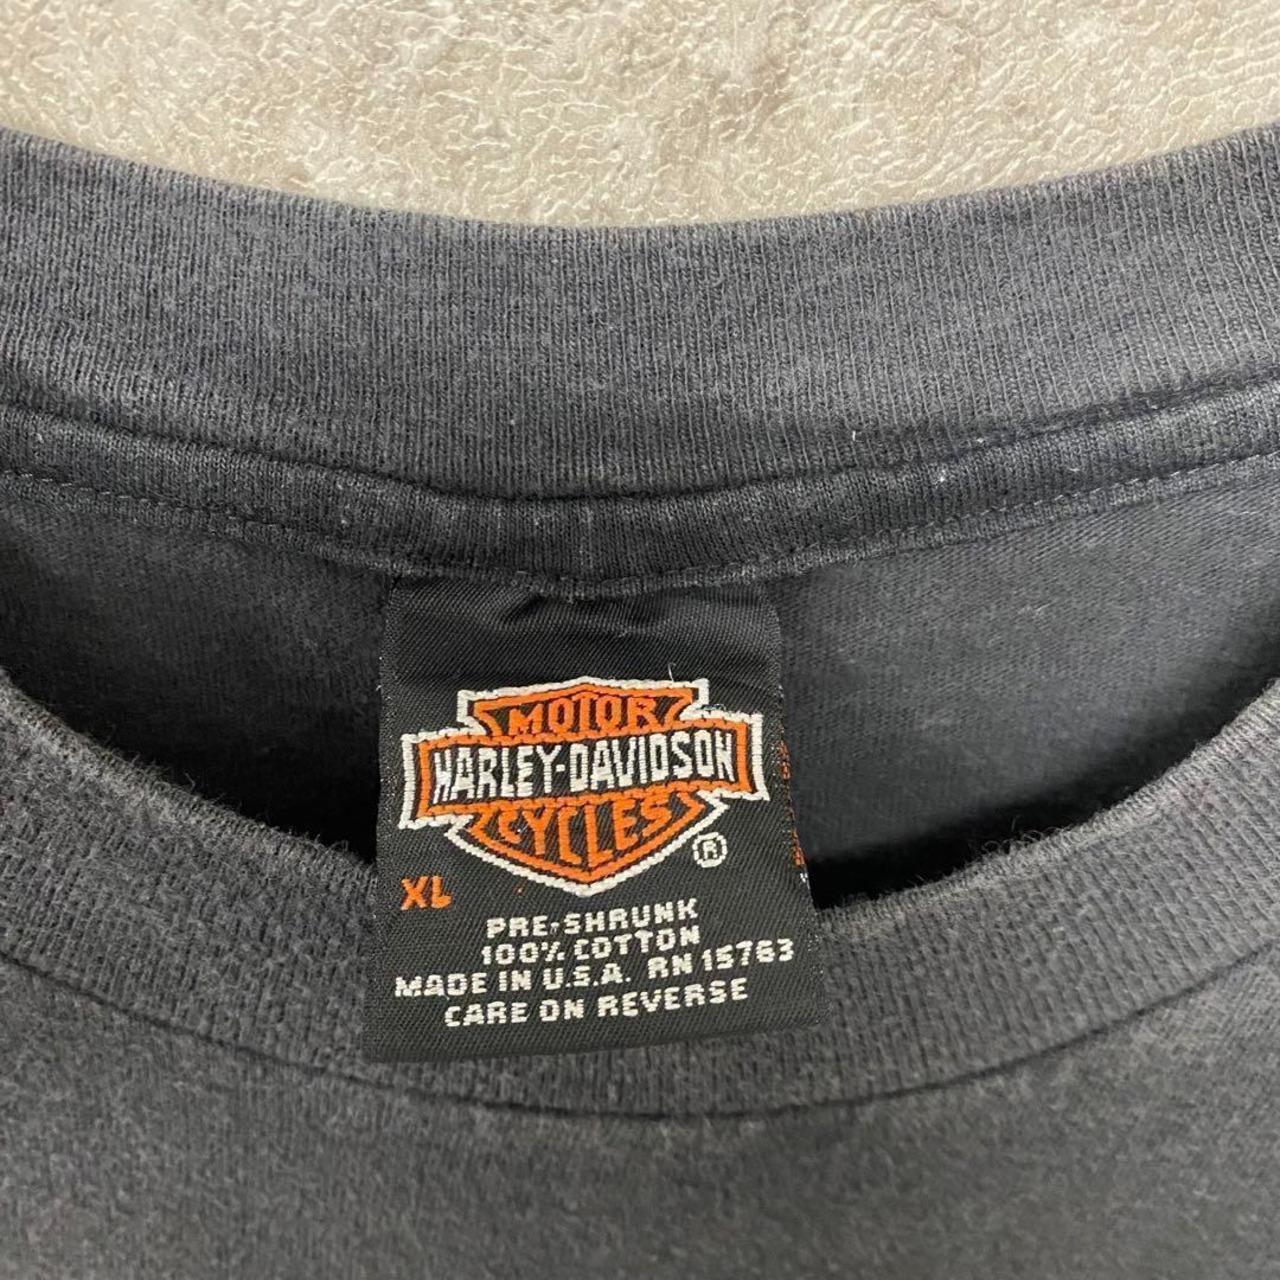 MOTOR
HARLEY-DAVIDSON
CYCLES
®
XL
PRE-SHRUNK
100% COTTON
MADE IN U.S.A. RN 15763
CARE ON REVERSE